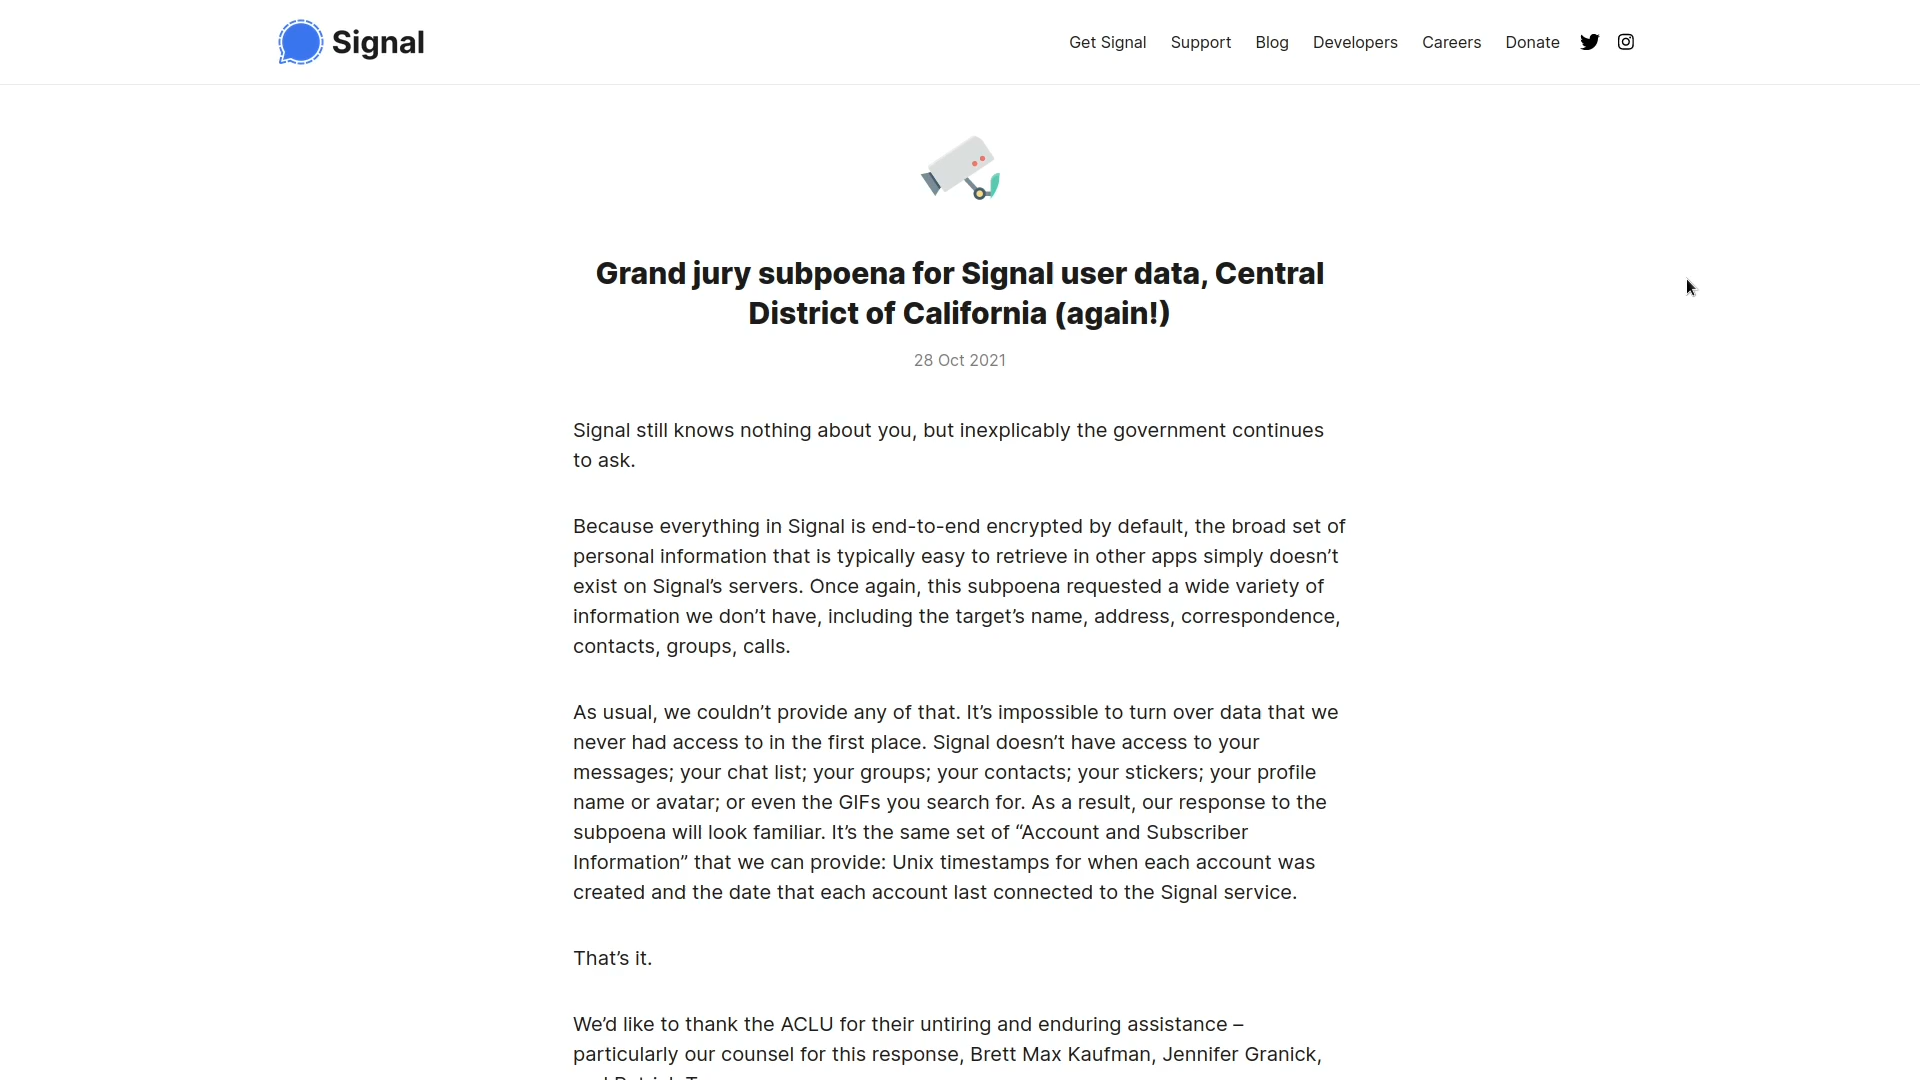 Signal
Get Signal Support Blog Developers Careers Donate
Grand jury subpoena for Signal user data, Central
District of California (again!)
28 Oct 2021
Signal still knows nothing about you, but inexplicably the government continues
to ask.
Because everything in Signal is end-to-end encrypted by default, the broad set of
personal information that is typically easy to retrieve in other apps simply doesn’t
exist on Signal’s servers. Once again, this subpoena requested a wide variety of
information we don’t have, including the target’s name, address, correspondence,
contacts, groups, calls.
As usual, we couldn’t provide any of that. It’s impossible to turn over data that we
never had access to in the first place. Signal doesn’t have access to your
messages; your chat list; your groups; your contacts; your stickers; your profile
name or avatar; or even the GIFs you search for. As a result, our response to the
subpoena will look familiar. It’s the same set of “Account and Subscriber
Information” that we can provide: Unix timestamps for when each account was
created and the date that each account last connected to the Signal service.
That’s it.
We’d like to thank the ACLU for their untiring and enduring assistance –
particularly our counsel for this response, Brett Max Kaufman, Jennifer Granick,